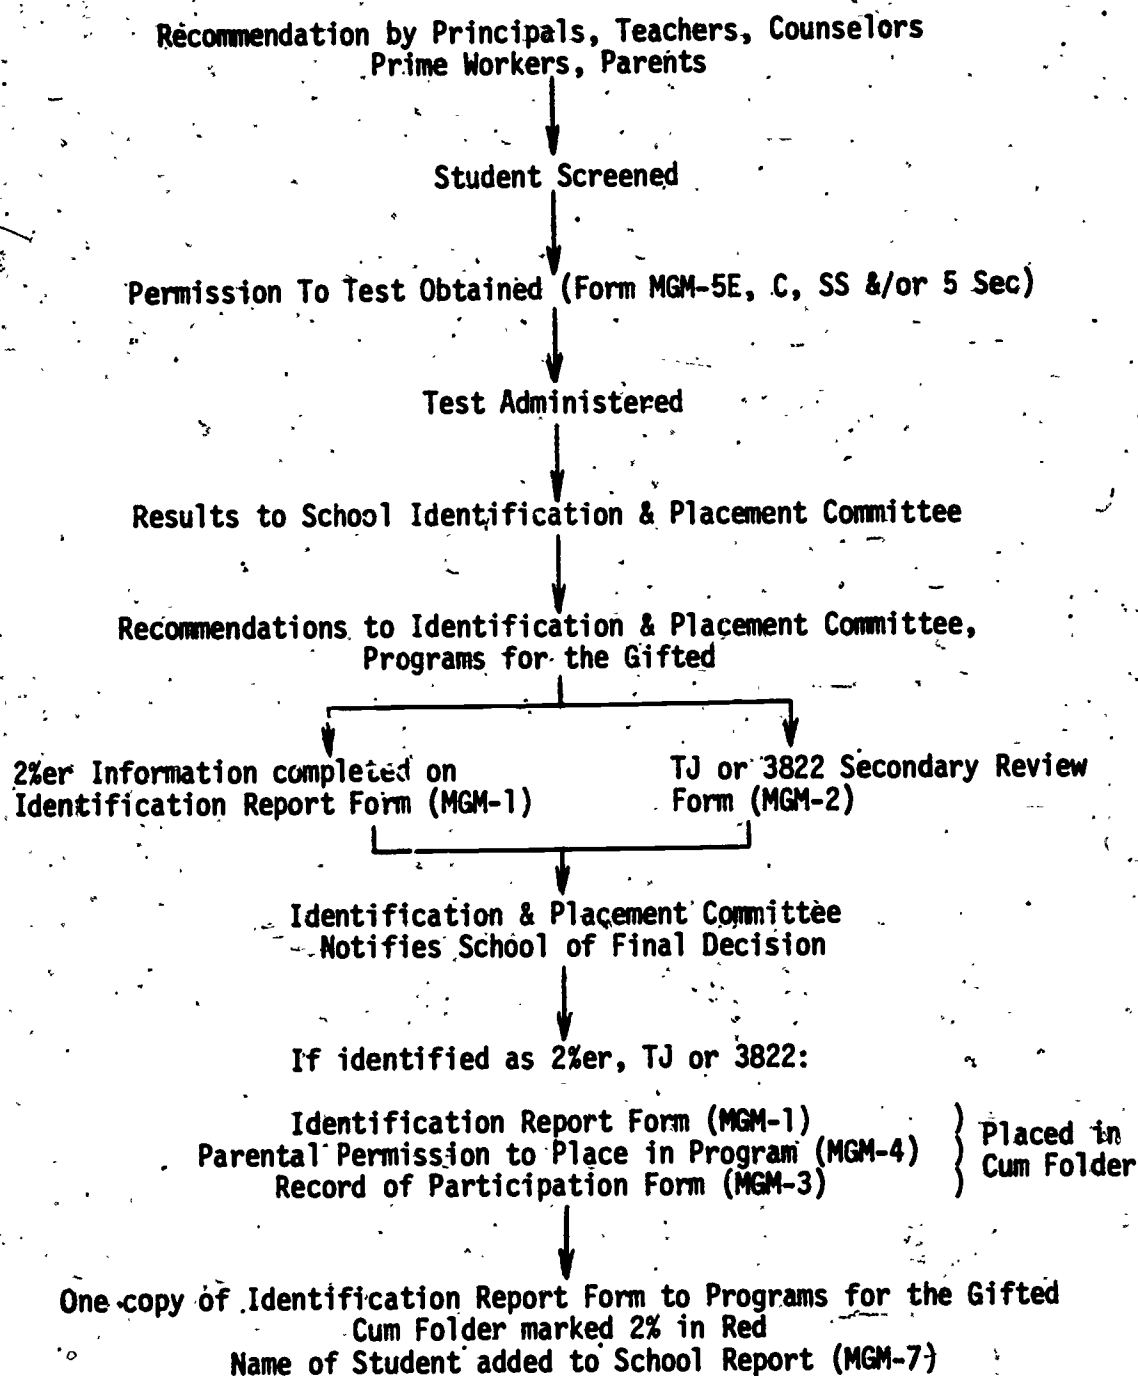 Recommendation by Principals, Teachers, Counselors
Prime Workers, Parents
Student Screened
Permission To Test Obtained (Form MGM-5E, C, SS &/or 5 Sec)
Test Administered
Results to School Identification & Placement Committee
Recommendations to Identification & Placement Committee,
Programs for the Gifted
2%er Information completed on
Identification Report Form (MGM-1)
TJ or 3822 Secondary Review
Form (MGM-2)
Identification & Placement Committee
Notifies School of Final Decision
If identified as 2%er, TJ or 3822:
Identification Report Form (MGM-1)
Parental Permission to Place in Program (MGM-4)
Record of Participation Form (MGM-3)
Placed in
Cum Folder
One copy of Identification Report Form to Programs for the Gifted
Cum Folder marked 2% in Red
Name of Student added to School Report (MGM-7)